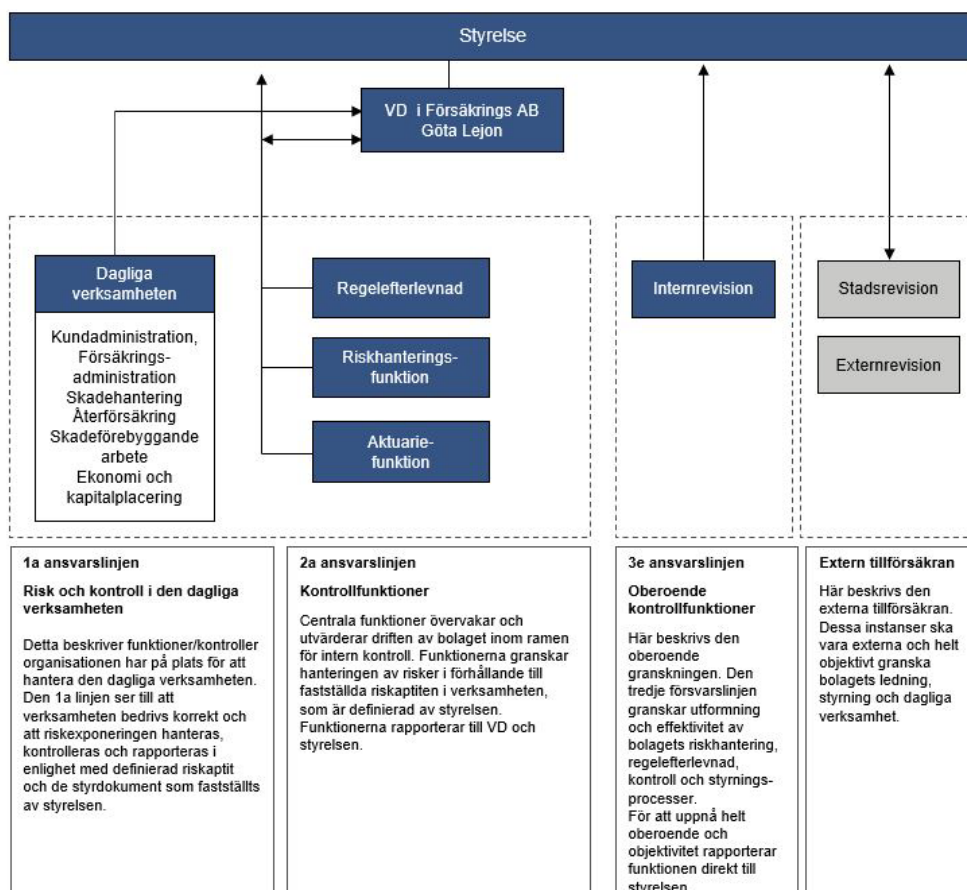 Styrelse
VD i Försäkrings AB
Göta Lejon
Dagliga
verksamheten
Kundadministration,
Försäkrings-
administration
Skadehantering
Återförsäkring
Skadeförebyggande
arbete
Ekonomi och
kapitalplacering
Regelefterlevnad
Riskhanterings-
funktion
Aktuarie-
funktion
Internrevision
Stadsrevision
Externrevision
1a ansvarslinjen
Risk och kontroll i den dagliga
verksamheten
Detta beskriver funktioner/kontroller
organisationen har på plats för att
hantera den dagliga verksamheten.
Den 1a linjen ser till att
verksamheten bedrivs korrekt och
att riskexponeringen hanteras,
kontrolleras och rapporteras i
enlighet med definierad riskaptit
och de styrdokument som fastställts
av styrelsen.
2a ansvarslinjen
Kontrollfunktioner
Centrala funktioner övervakar och
utvärderar driften av bolaget inom ramen
för intern kontroll. Funktionerna granskar
hanteringen av risker i förhållande till
fastställda riskaptiten i verksamheten,
som är definierad av styrelsen.
Funktionerna rapporterar till VD och
styrelsen.
3e ansvarslinjen
Oberoende
kontrollfunktioner
Här beskrivs den
oberoende
granskningen. Den
tredje försvarslinjen
granskar utformning
och effektivitet av
bolagets riskhantering,
regelefterlevnad,
kontroll och styrnings-
processer.
För att uppnå helt
oberoende och
objektivitet rapporterar
funktionen direkt till
styrelsen
Extern tillförsäkran
Här beskrivs den
externa tillförsäkran.
Dessa instanser ska
vara externa och helt
objektivt granska
bolagets ledning,
styrning och dagliga
verksamhet.